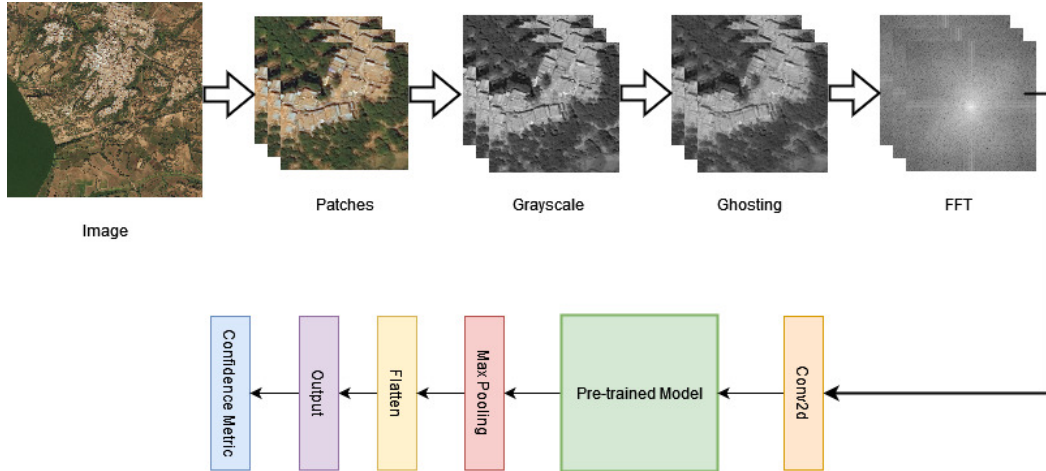 Image
Patches
Grayscale
Ghosting
FFT
Confidence Metric
Output
Flatten
Max Pooling
Pre-trained Model
Conv2d